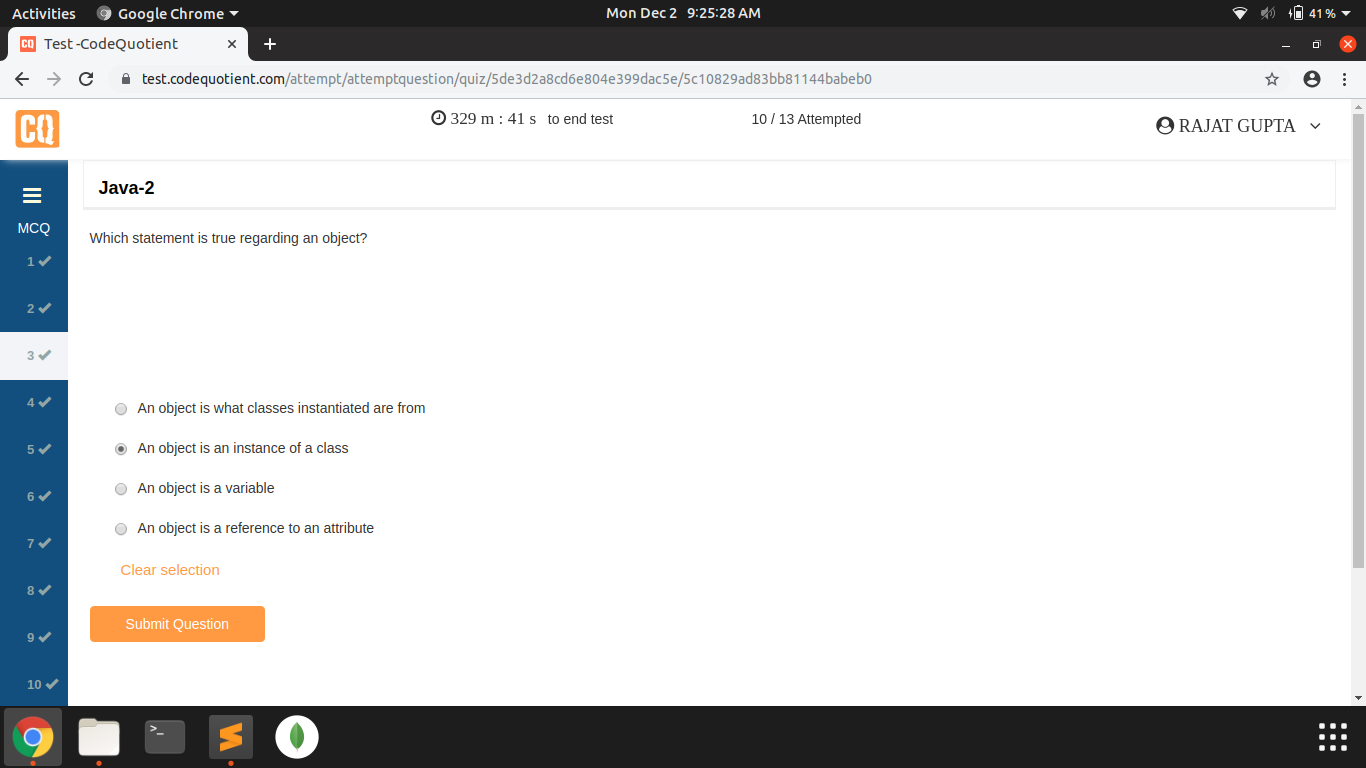 Activities Google Chrome Mon Dec 2 9:25:28 AM 41 %
CQ Test -CodeQuotient
test.codequotient.com/attempt/attemptquestion/quiz/5de3d2a8cd6e804e399dac5e/5c10829ad83bb81144babeb0
CQ 329 m : 41 s to end test 10 / 13 Attempted RAJAT GUPTA
Java-2
MCQ
Which statement is true regarding an object?
1
2
3
4
5
6
7
8
9
10
An object is what classes instantiated are from
An object is an instance of a class
An object is a variable
An object is a reference to an attribute
Clear selection
Submit Question
>_